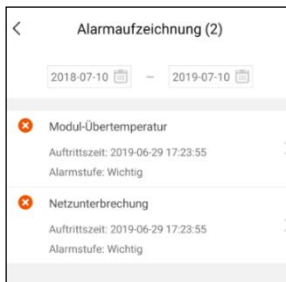 Alarmaufzeichnung (2)
2018-07-10 – 2019-07-10
Modul-Übertemperatur
Auftrittszeit: 2019-06-29 17:23:55
Alarmstufe: Wichtig
Netzunterbrechung
Auftrittszeit: 2019-06-29 17:23:55
Alarmstufe: Wichtig